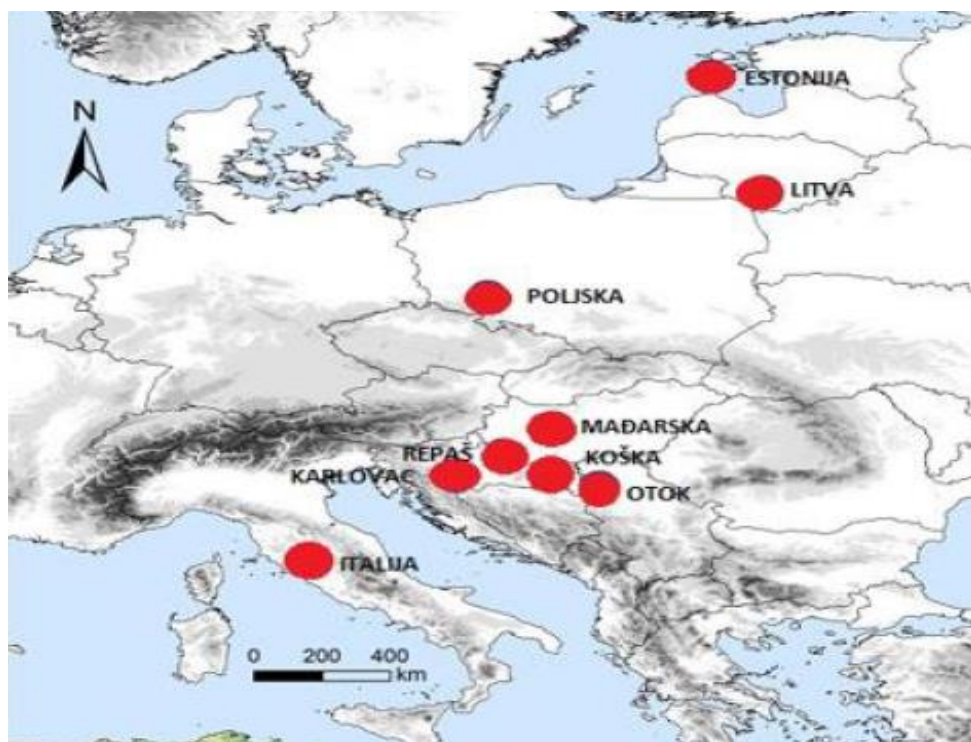 ESTONIJA
N
LITVA
POLJSKA
MAĐARSKA
REPAŠ
KOŠKA
KARLOVAC
OTOK
ITALIJA
0 200 400
km